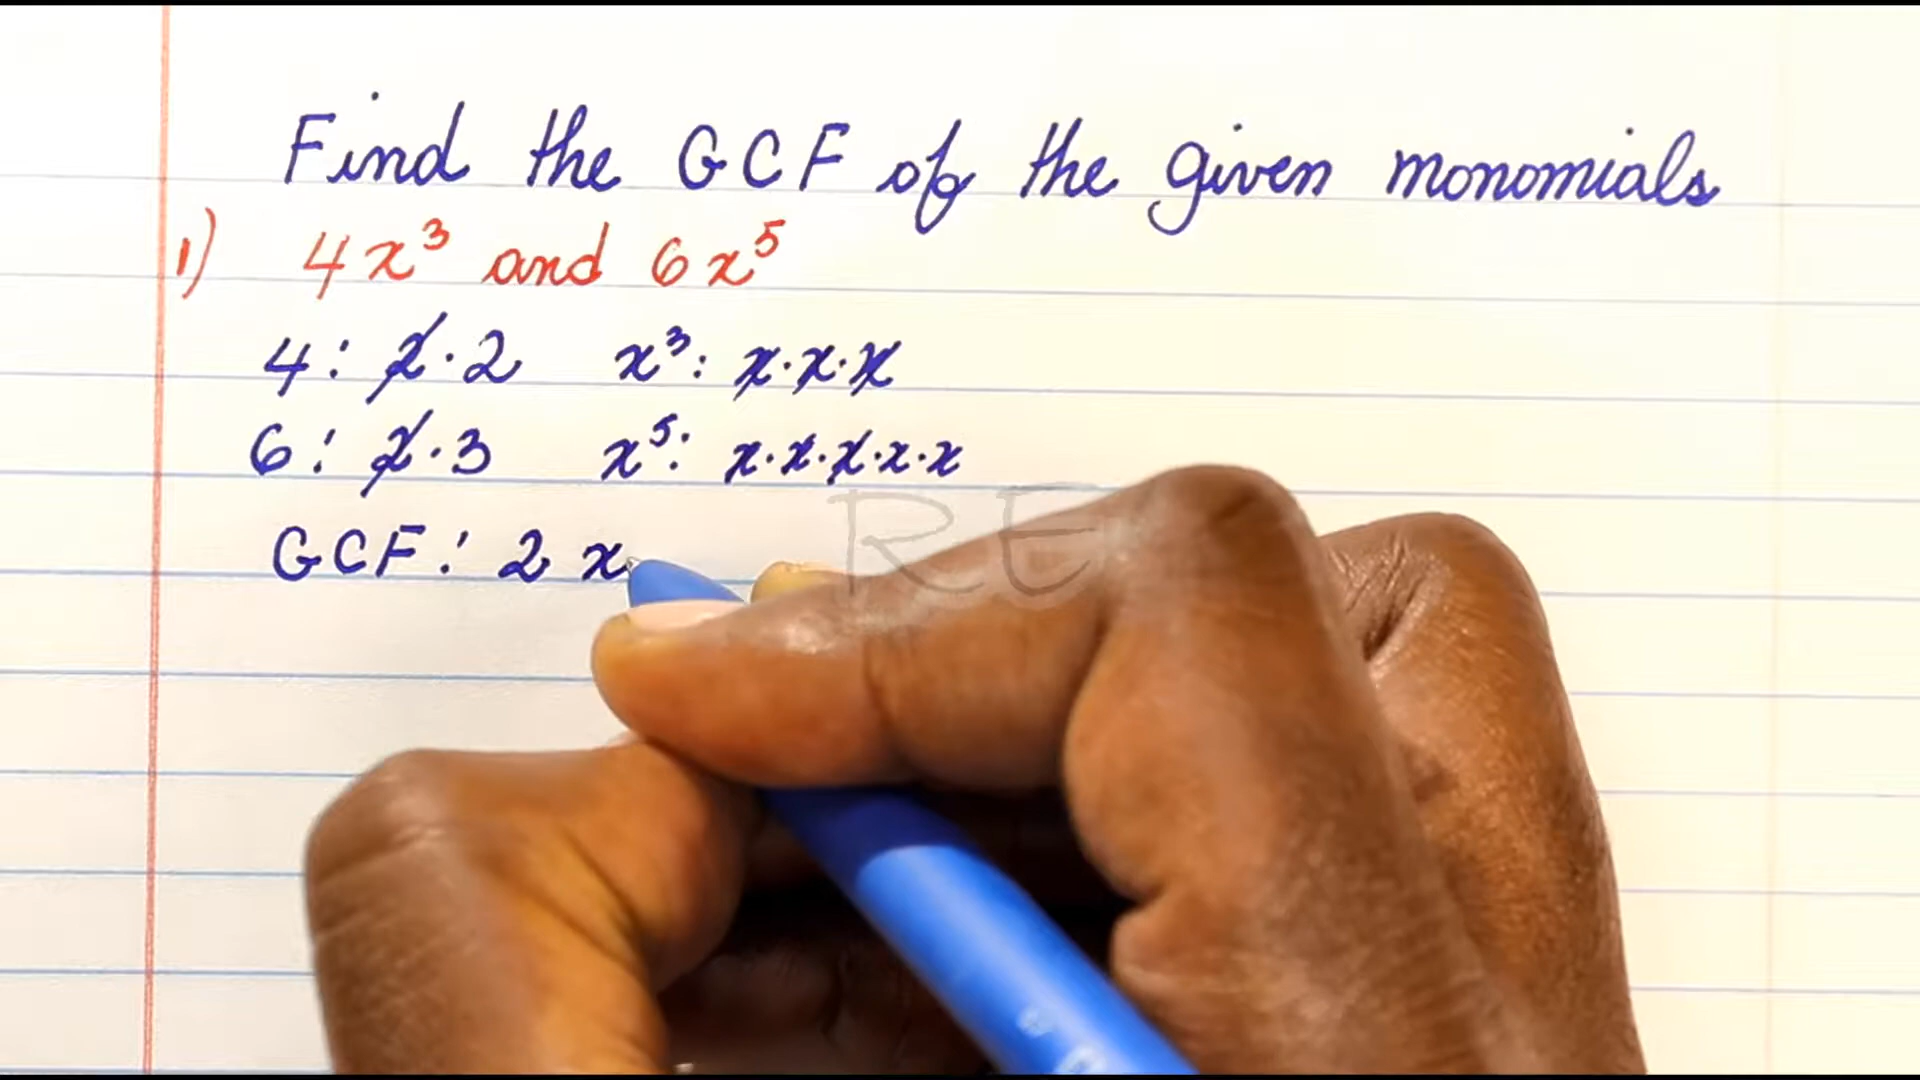 Find the GCF of the given monomials
1) 4x³ and 6x⁵
4: 2·2 x³: x·x·x
6: 2·3 x⁵: x·x·x·x·x
GCF: 2x
RE